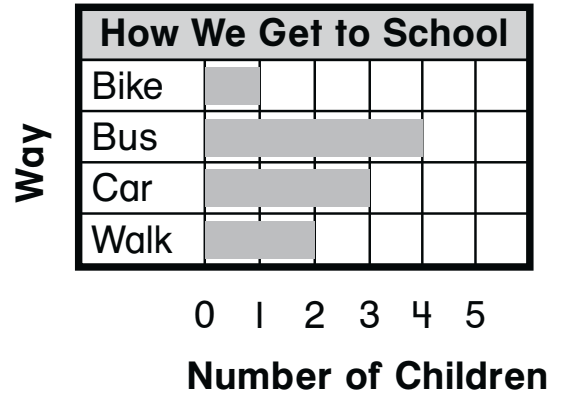 How We Get to School
Way
Bike
Bus
Car
Walk
0 1 2 3 4 5
Number of Children